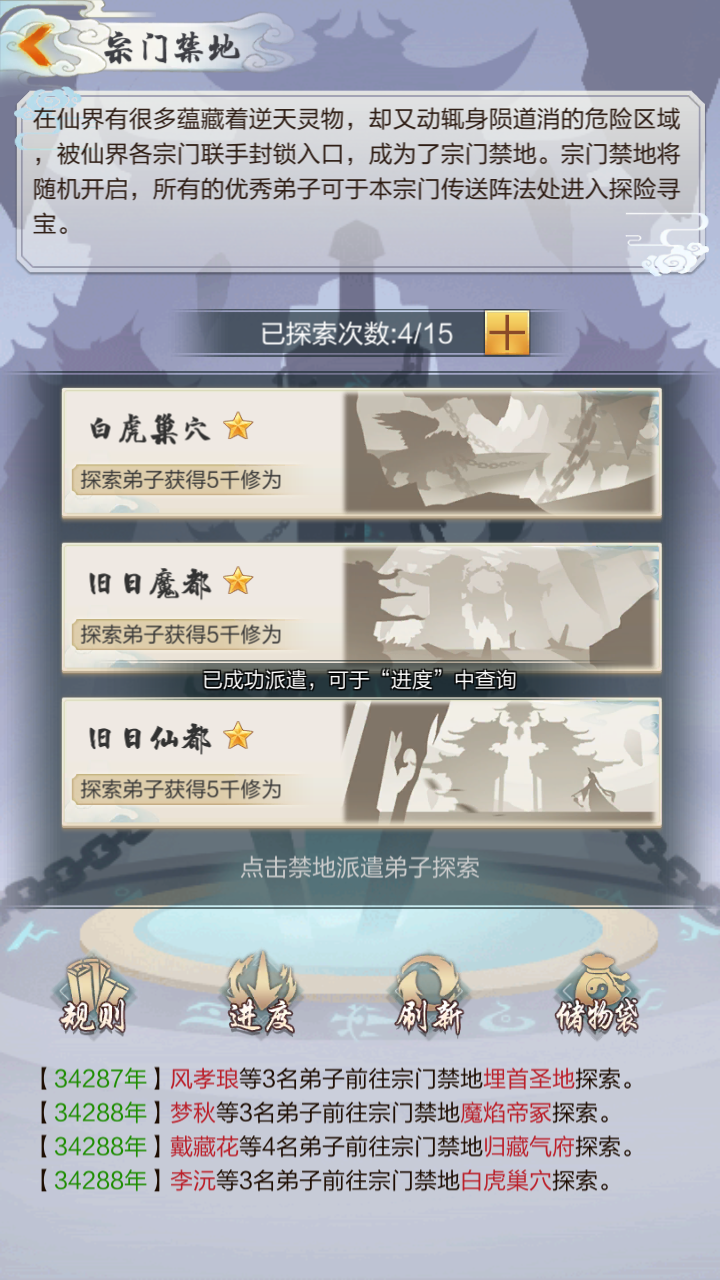 宗门禁地
在仙界有很多蕴藏着逆天灵物，却又动辄身陨道消的危险区域
，被仙界各宗门联手封锁入口，成为了宗门禁地。宗门禁地将
随机开启，所有的优秀弟子可于本宗门传送阵法处进入探险寻
宝。
已探索次数:4/15
白虎巢穴
探索弟子获得5千修为
旧日魔都
探索弟子获得5千修为
已成功派遣，可于“进度”中查询
旧日仙都
探索弟子获得5千修为
点击禁地派遣弟子探索
规则
进度
刷新
储物袋
【34287年】风孝琅等3名弟子前往宗门禁地埋首圣地探索。
【34288年】梦秋等3名弟子前往宗门禁地魔焰帝冢探索。
【34288年】戴藏花等4名弟子前往宗门禁地归藏气府探索。
【34288年】李沅等3名弟子前往宗门禁地白虎巢穴探索。